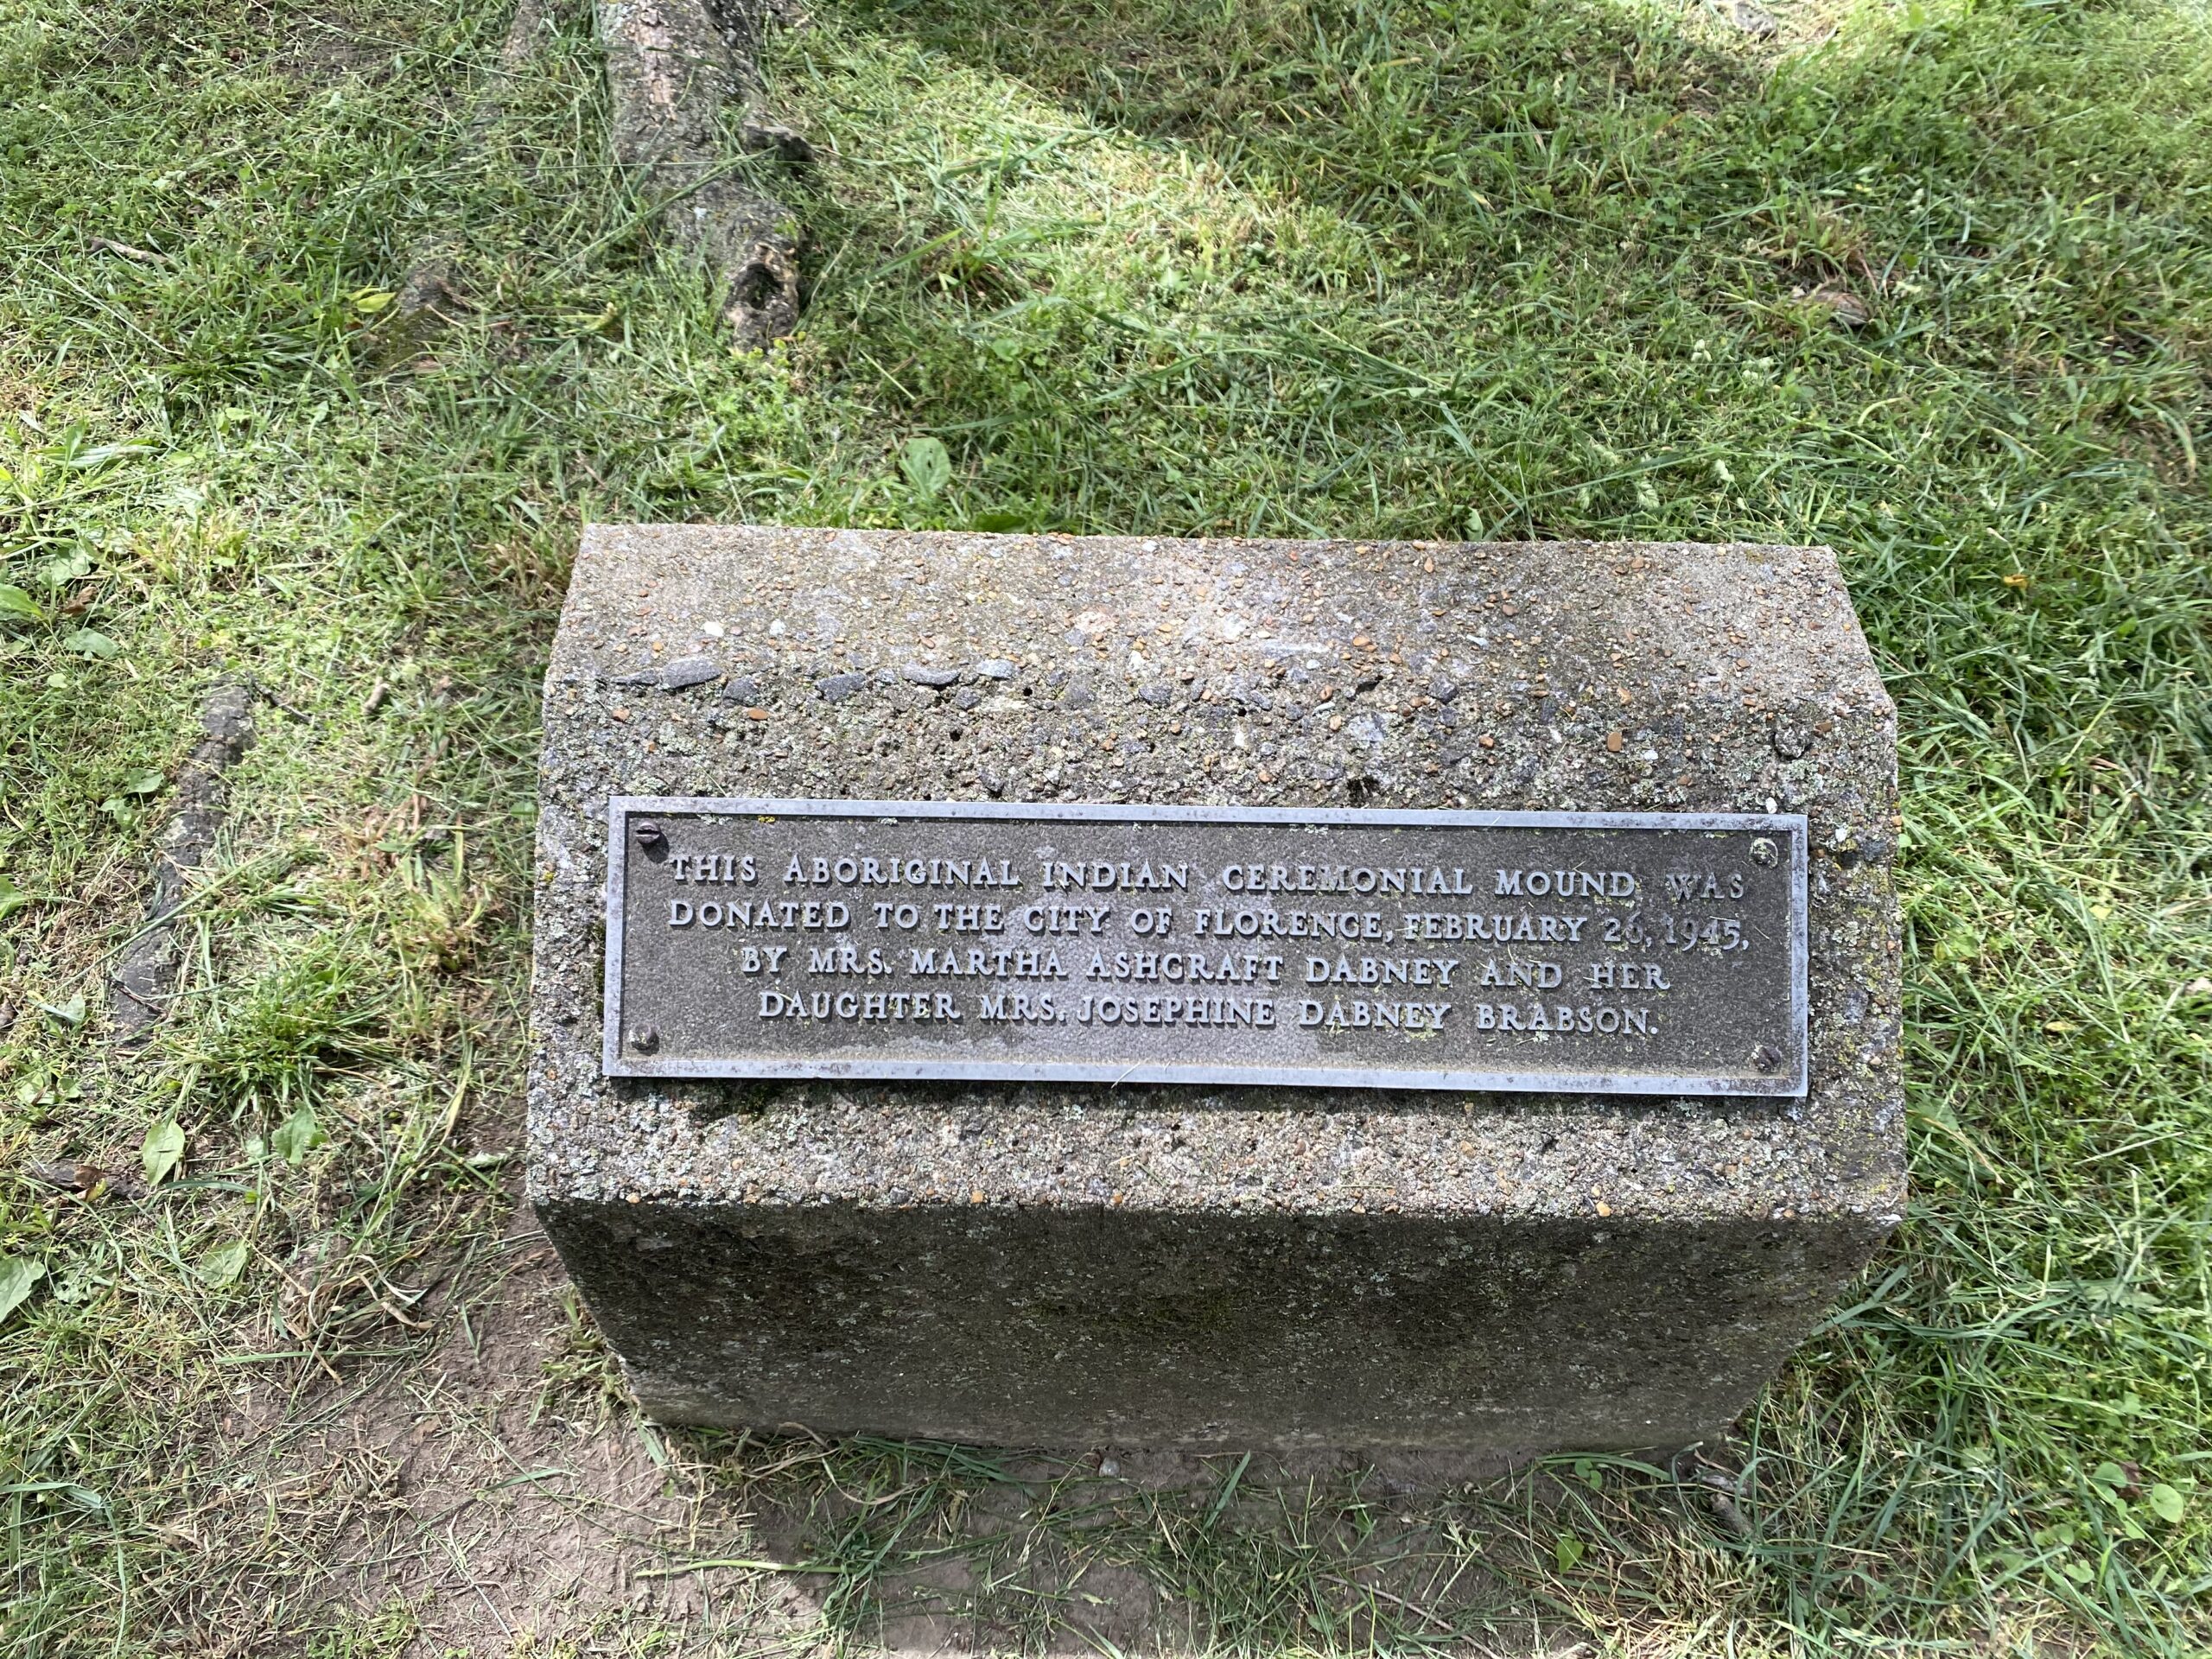 THIS ABORIGINAL INDIAN CEREMONIAL MOUND WAS
DONATED TO THE CITY OF FLORENCE, FEBRUARY 26, 1945,
BY MRS. MARTHA ASHCRAFT DABNEY AND HER
DAUGHTER MRS. JOSEPHINE DABNEY BRABSON.